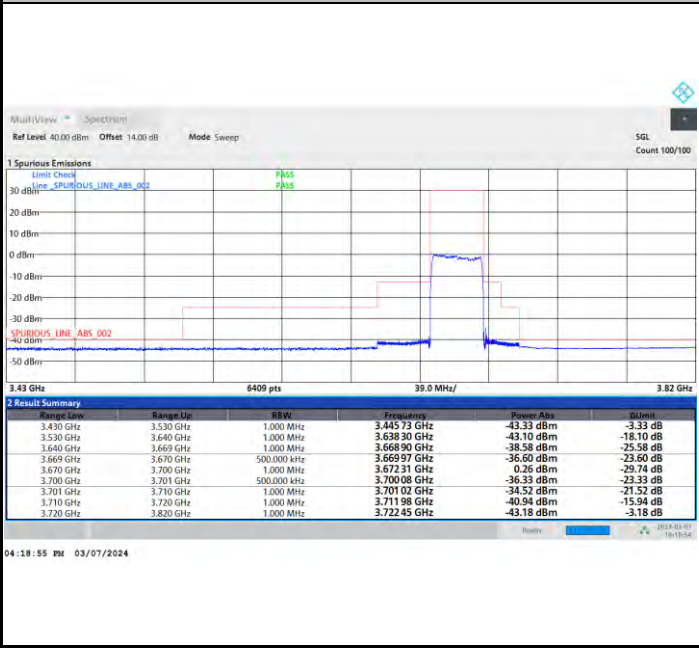 MultiView Spectrum
Ref Level 40.00 dBm Offset 14.00 dB Mode Sweep SGL
Count 100/100
1 Spurious Emissions
Limit Check PASS
Line _SPURIOUS_LINE_ABS_002 PASS
30 dBm
20 dBm
10 dBm
0 dBm
-10 dBm
-20 dBm
-30 dBm
_SPURIOUS_LINE_ABS_002
-40 dBm
-50 dBm
3.43 GHz 6409 pts 39.0 MHz/ 3.82 GHz
2 Result Summary
Range Low Range Up RBW Frequency Power Abs ΔLimit
3.430 GHz 3.530 GHz 1.000 MHz 3.445 73 GHz -43.33 dBm -3.33 dB
3.530 GHz 3.640 GHz 1.000 MHz 3.638 30 GHz -43.10 dBm -18.10 dB
3.640 GHz 3.669 GHz 1.000 MHz 3.668 90 GHz -38.58 dBm -25.58 dB
3.669 GHz 3.670 GHz 500.000 kHz 3.669 97 GHz -36.60 dBm -23.60 dB
3.670 GHz 3.700 GHz 1.000 MHz 3.672 31 GHz 0.26 dBm -29.74 dB
3.700 GHz 3.701 GHz 500.000 kHz 3.700 08 GHz -36.33 dBm -23.33 dB
3.701 GHz 3.710 GHz 1.000 MHz 3.701 02 GHz -34.52 dBm -21.52 dB
3.710 GHz 3.720 GHz 1.000 MHz 3.711 98 GHz -40.94 dBm -15.94 dB
3.720 GHz 3.820 GHz 1.000 MHz 3.722 45 GHz -43.18 dBm -3.18 dB
Ready 2024-03-07
16:18:54
04:18:55 PM 03/07/2024